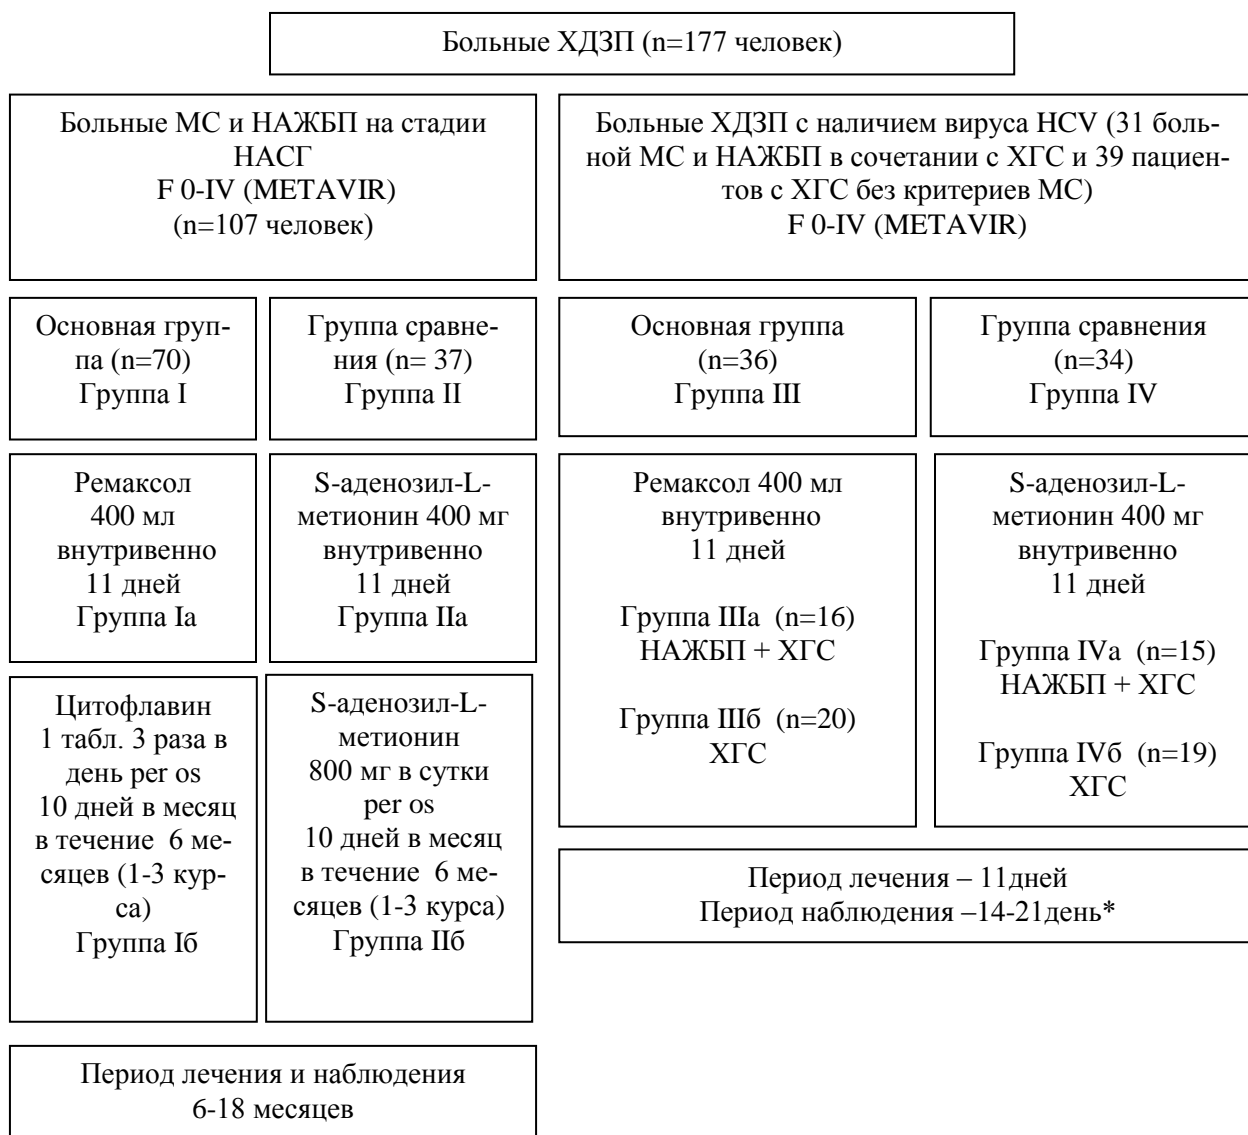 Больные ХДЗП (n=177 человек)
Больные МС и НАЖБП на стадии
НАСГ
F 0-IV (METAVIR)
(n=107 человек)
Больные ХДЗП с наличием вируса HCV (31 боль-
ной МС и НАЖБП в сочетании с ХГС и 39 пациен-
тов с ХГС без критериев МС)
F 0-IV (METAVIR)
Основная груп-
па (n=70)
Группа I
Группа сравне-
ния (n= 37)
Группа II
Основная группа
(n=36)
Группа III
Группа сравнения
(n=34)
Группа IV
Ремаксол
400 мл
внутривенно
11 дней
Группа Iа
S-аденозил-L-
метионин 400 мг
внутривенно
11 дней
Группа IIа
Ремаксол 400 мл
внутривенно
11 дней
Группа IIIа (n=16)
НАЖБП + ХГС
Группа IIIб (n=20)
ХГС
S-аденозил-L-
метионин 400 мг
внутривенно
11 дней
Группа IVа (n=15)
НАЖБП + ХГС
Группа IVб (n=19)
ХГС
Цитофлавин
1 табл. 3 раза в
день per os
10 дней в месяц
в течение 6 ме-
сяцев (1-3 кур-
са)
Группа Iб
S-аденозил-L-
метионин
800 мг в сутки
per os
10 дней в месяц
в течение 6 ме-
сяцев (1-3 курса)
Группа IIб
Период лечения – 11дней
Период наблюдения –14-21день*
Период лечения и наблюдения
6-18 месяцев